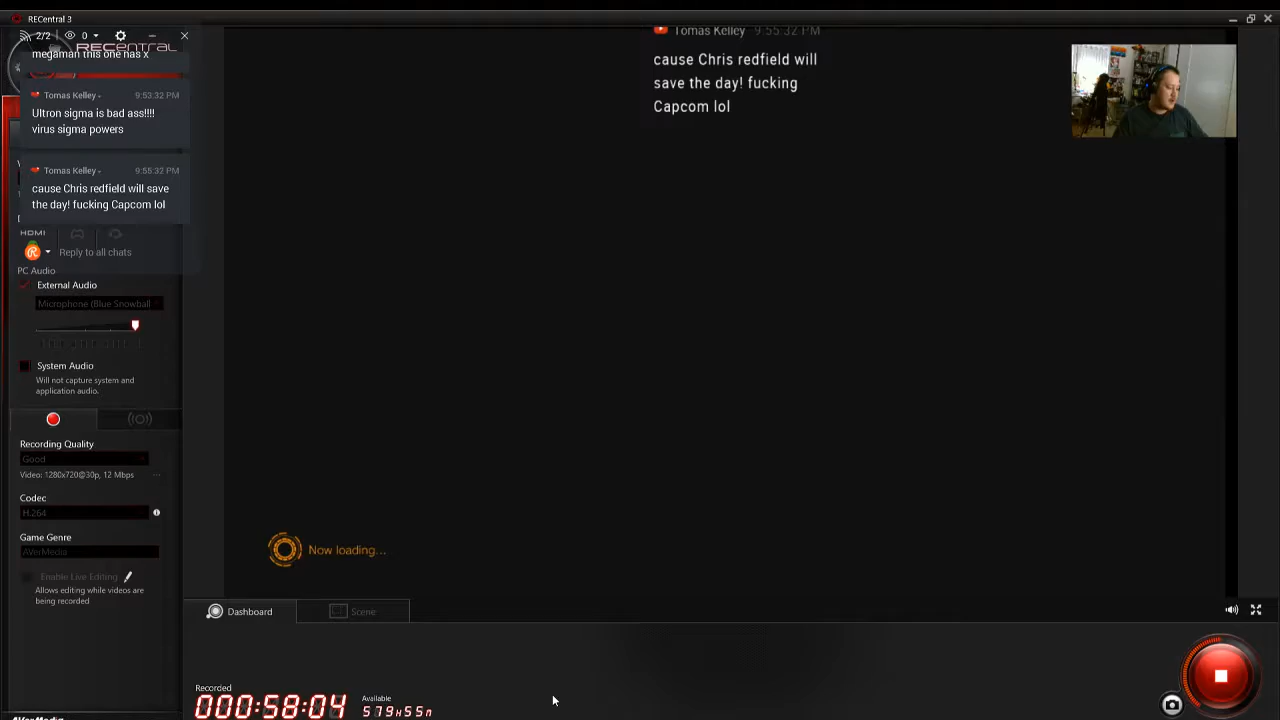 RECentral 3
2/2
0
RECENTRAL
megaman this one has x
Tomas Kelley
9:53:32 PM
Ultron sigma is bad ass!!!!
virus sigma powers
Tomas Kelley
9:55:32 PM
cause Chris redfield will save
the day! fucking Capcom lol
HDMI
Reply to all chats
PC Audio
External Audio
Microphone (Blue Snowball
System Audio
Will not capture system and
application audio.
Recording Quality
Good
Video: 1280x720@30p, 12 Mbps
Codec
H.264
Game Genre
AVerMedia
Enable Live Editing
Allows editing while videos are
being recorded
AVerMedia
Tomas Kelley 9:55:32 PM
cause Chris redfield will
save the day! fucking
Capcom lol
Now loading...
Dashboard
Scene
Recorded
000:58:04
Available
579H55m